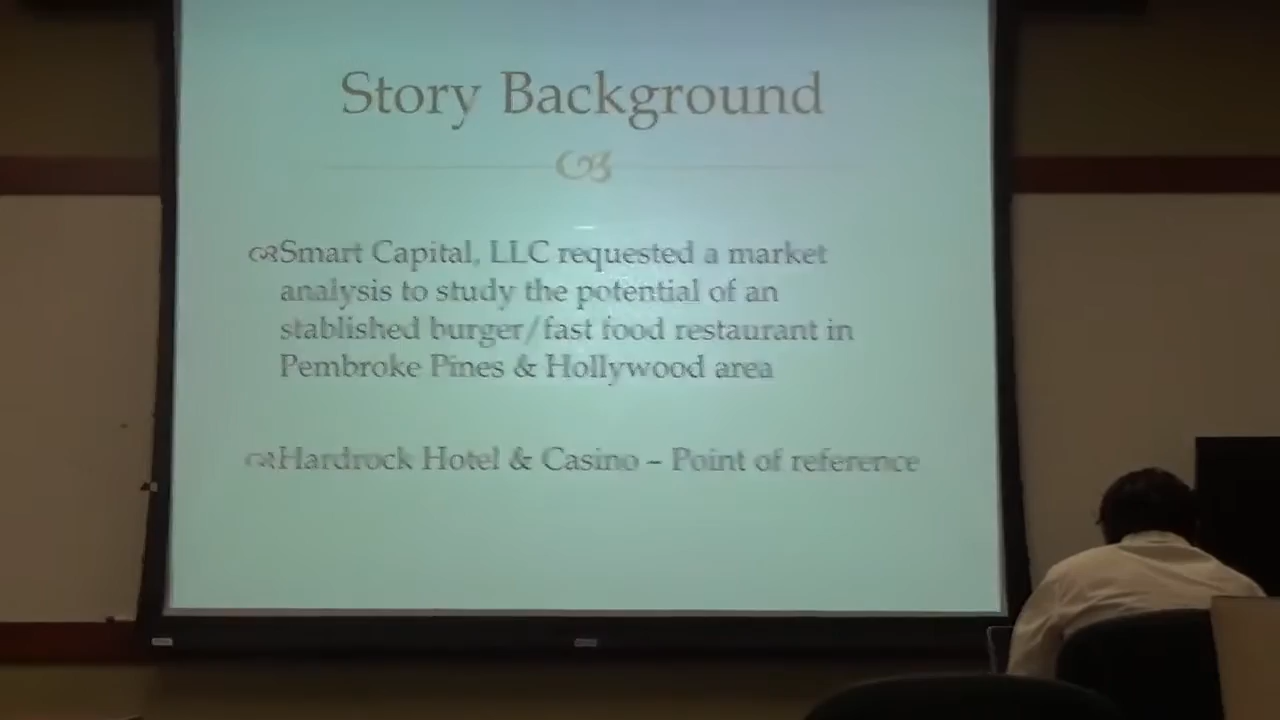 Story Background
Smart Capital, LLC requested a market
analysis to study the potential of an
stablished burger/fast food restaurant in
Pembroke Pines & Hollywood area
Hardrock Hotel & Casino – Point of reference